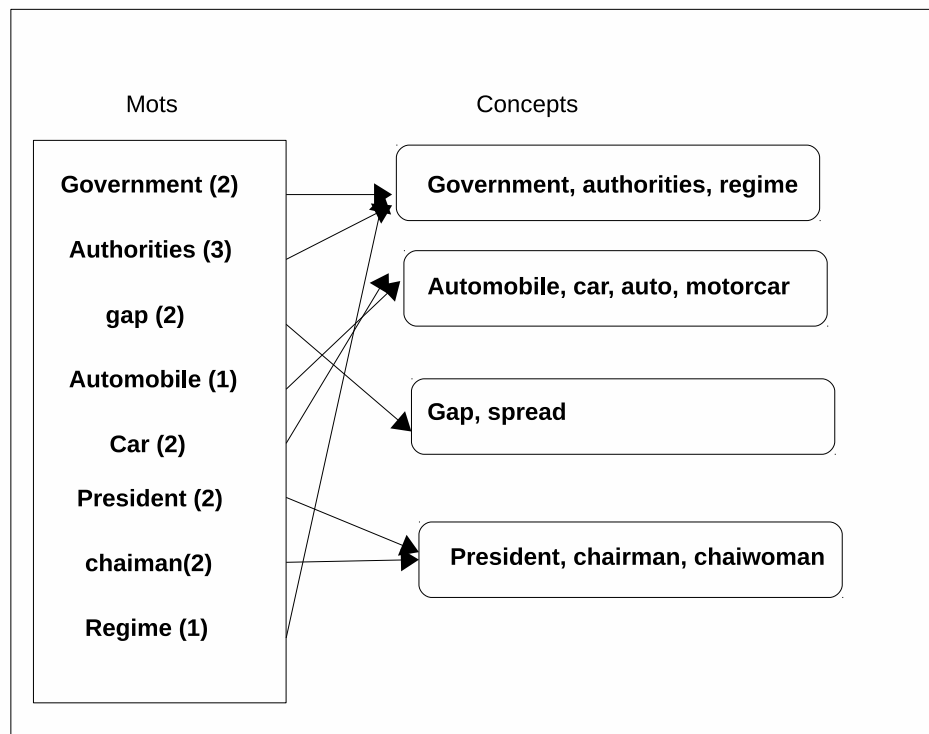 Mots
Concepts
Government (2)
Authorities (3)
gap (2)
Automobile (1)
Car (2)
President (2)
chaiman(2)
Regime (1)
Government, authorities, regime
Automobile, car, auto, motorcar
Gap, spread
President, chairman, chaiwoman